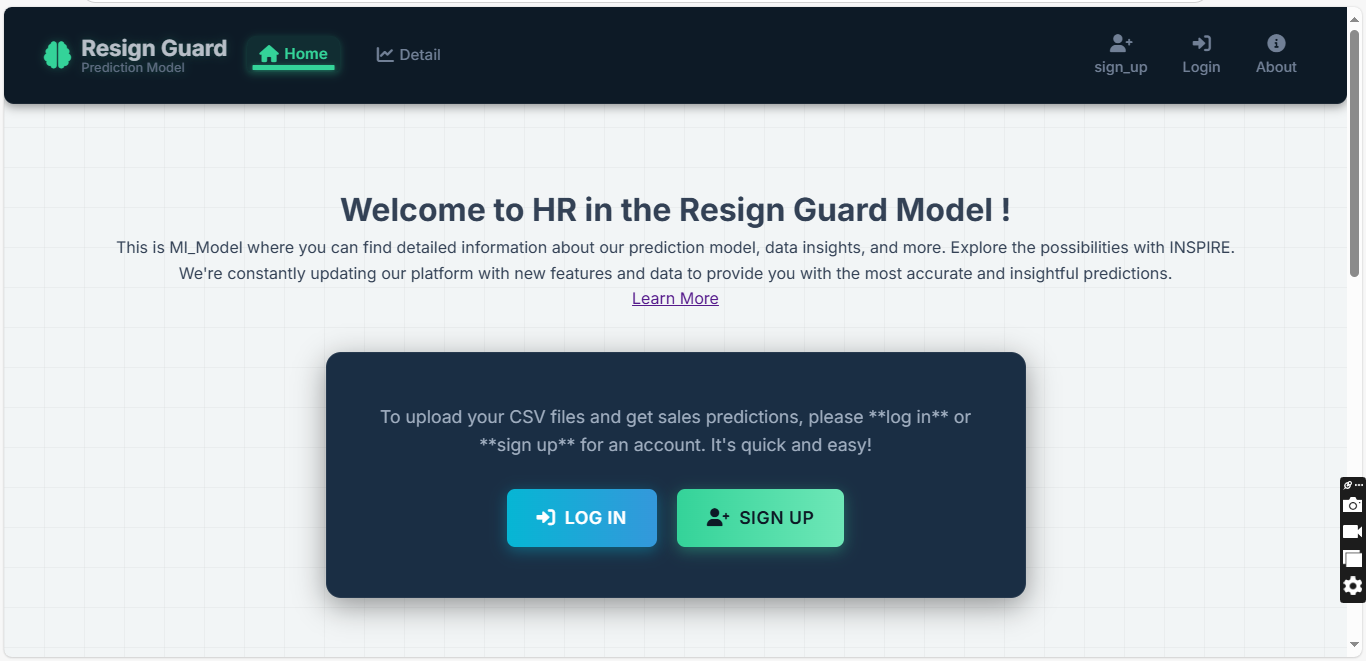 Resign Guard
Prediction Model
Home
Detail
sign_up
Login
About
Welcome to HR in the Resign Guard Model !
This is MI_Model where you can find detailed information about our prediction model, data insights, and more. Explore the possibilities with INSPIRE.
We're constantly updating our platform with new features and data to provide you with the most accurate and insightful predictions.
Learn More
To upload your CSV files and get sales predictions, please **log in** or
**sign up** for an account. It's quick and easy!
LOG IN
SIGN UP